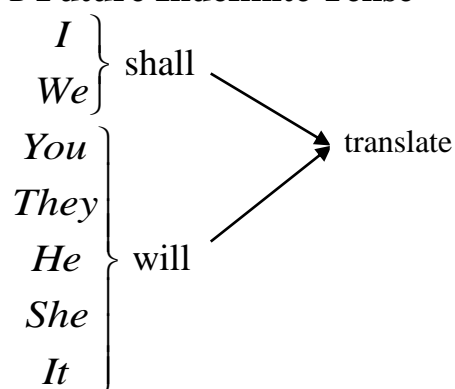 Future Indefinite Tense
I
We
shall
You
They
He
She
It
will
translate